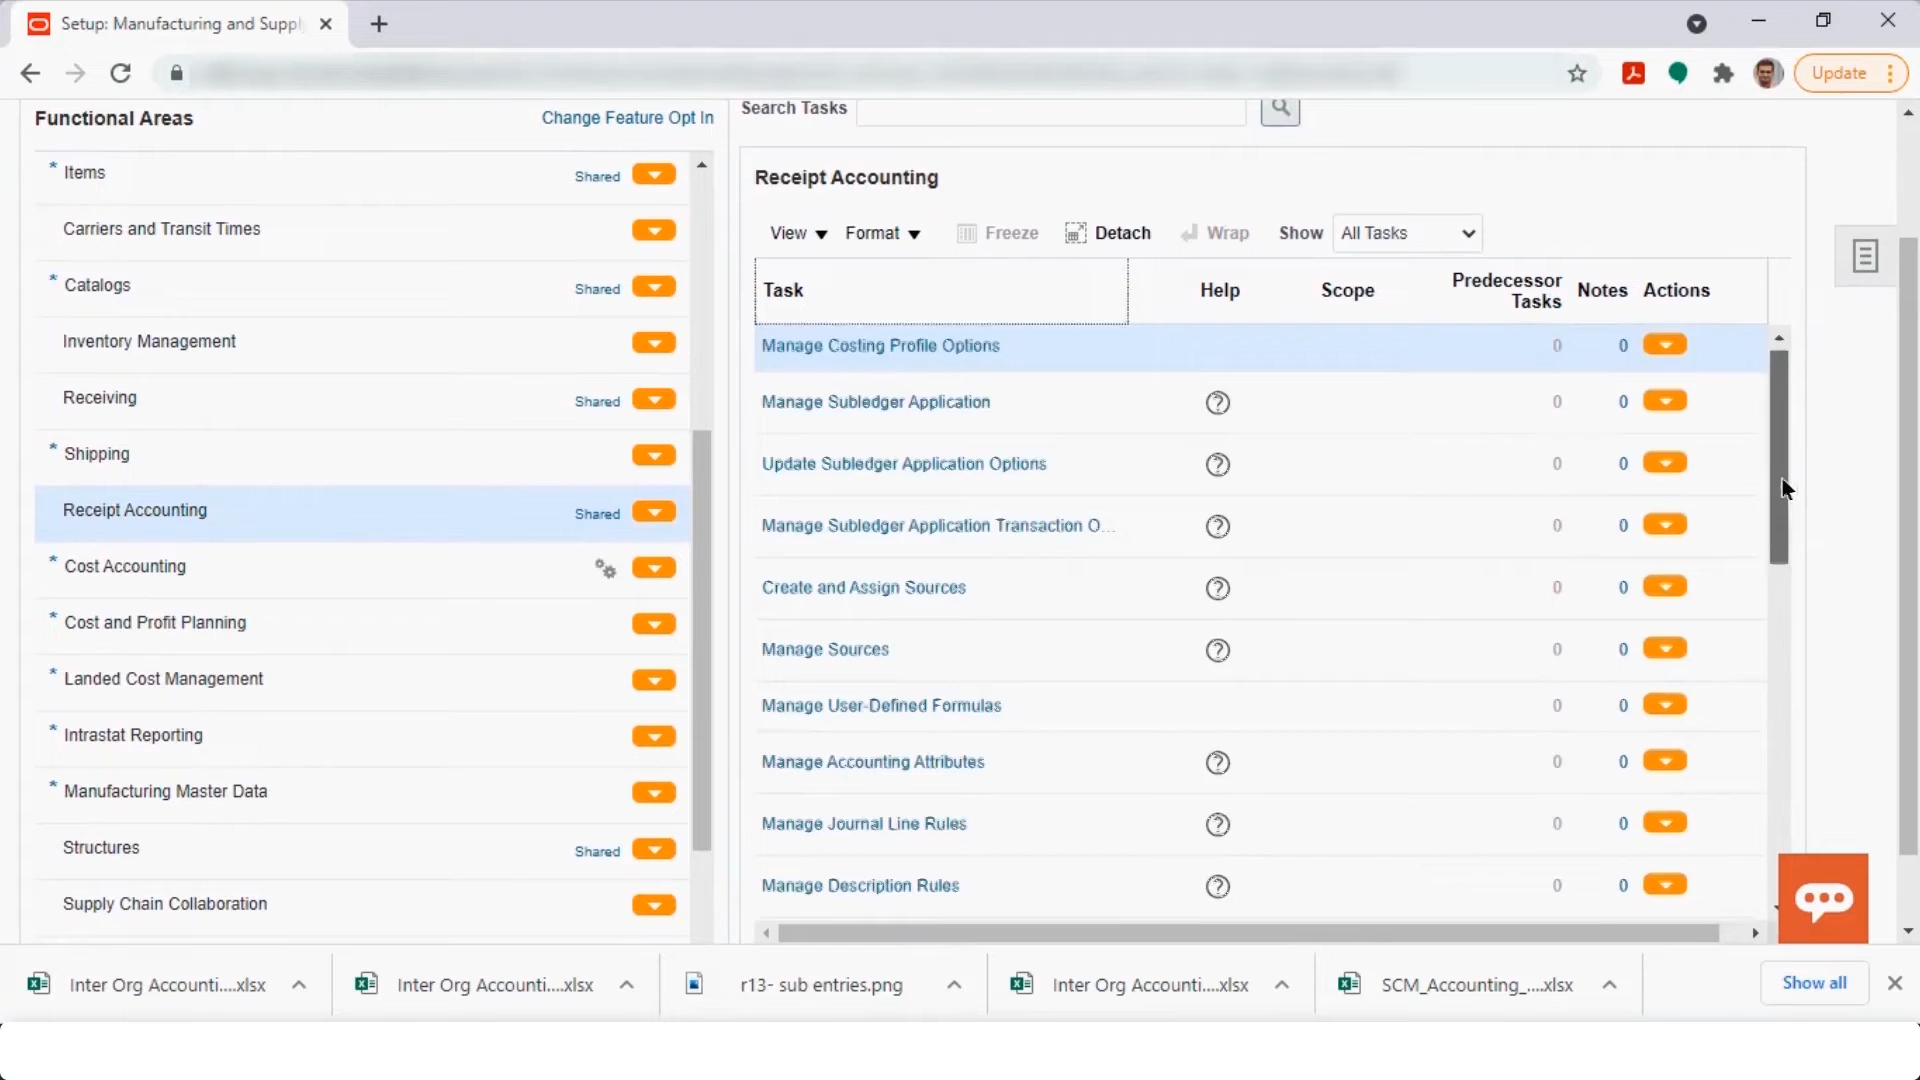 Setup: Manufacturing and Suppl
Update
Functional Areas
Change Feature Opt In
* Items Shared
Carriers and Transit Times
* Catalogs Shared
Inventory Management
Receiving Shared
* Shipping
Receipt Accounting Shared
* Cost Accounting
* Cost and Profit Planning
* Landed Cost Management
* Intrastat Reporting
* Manufacturing Master Data
Structures Shared
Supply Chain Collaboration
Search Tasks
Receipt Accounting
View Format Freeze Detach Wrap Show All Tasks
Task Help Scope Predecessor Tasks Notes Actions
Manage Costing Profile Options 0 0
Manage Subledger Application ? 0 0
Update Subledger Application Options ? 0 0
Manage Subledger Application Transaction O... ? 0 0
Create and Assign Sources ? 0 0
Manage Sources ? 0 0
Manage User-Defined Formulas 0 0
Manage Accounting Attributes ? 0 0
Manage Journal Line Rules ? 0 0
Manage Description Rules ? 0 0
Inter Org Accounti....xlsx
Inter Org Accounti....xlsx
r13- sub entries.png
Inter Org Accounti....xlsx
SCM_Accounting_....xlsx
Show all